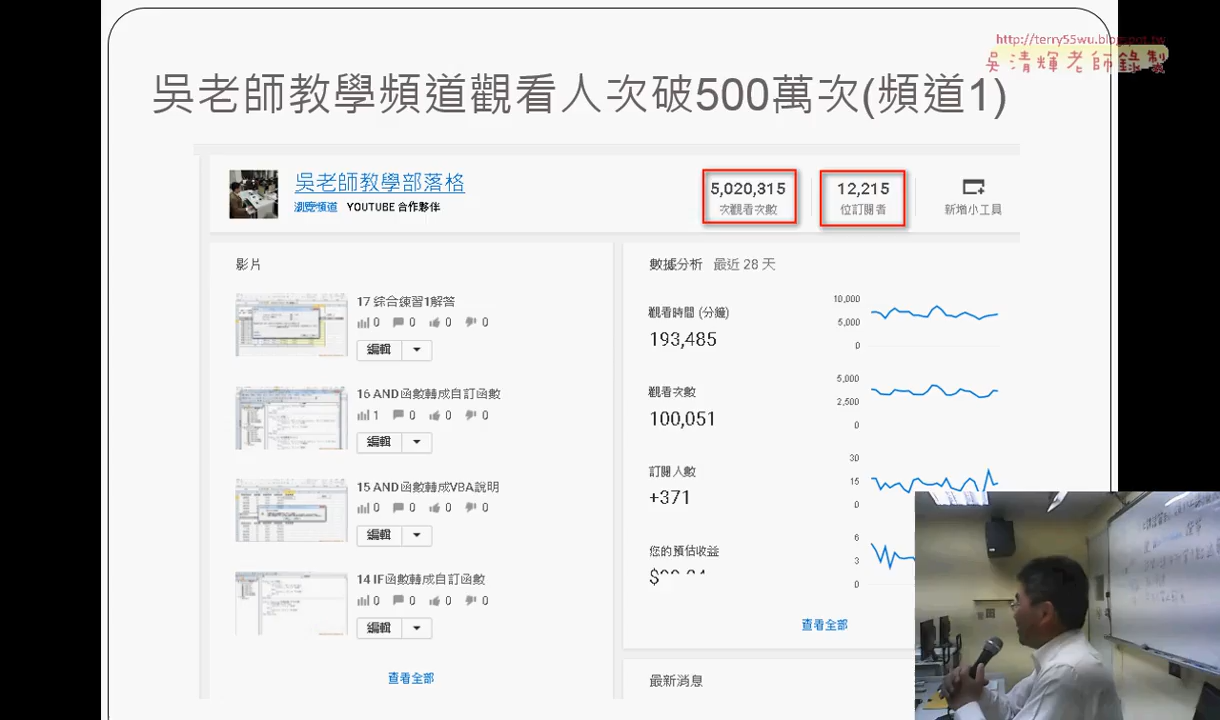 http://terry55wu.blogspot.tw
吳清輝老師錄製
吳老師教學頻道觀看人次破500萬次(頻道1)
吳老師教學部落格
瀏覽頻道 YOUTUBE 合作夥伴
5,020,315
次觀看次數
12,215
位訂閱者
新增小工具
影片
17 綜合練習1解答
0 0 0 0
編輯
16 AND函數轉成自訂函數
1 0 0 0
編輯
15 AND函數轉成VBA說明
0 0 0 0
編輯
14 IF函數轉成自訂函數
0 0 0 0
編輯
查看全部
數據分析 最近 28 天
觀看時間 (分鐘)
193,485
10,000
5,000
0
觀看次數
100,051
5,000
2,500
0
訂閱人數
+371
30
15
0
您的預估收益
6
3
0
查看全部
最新消息